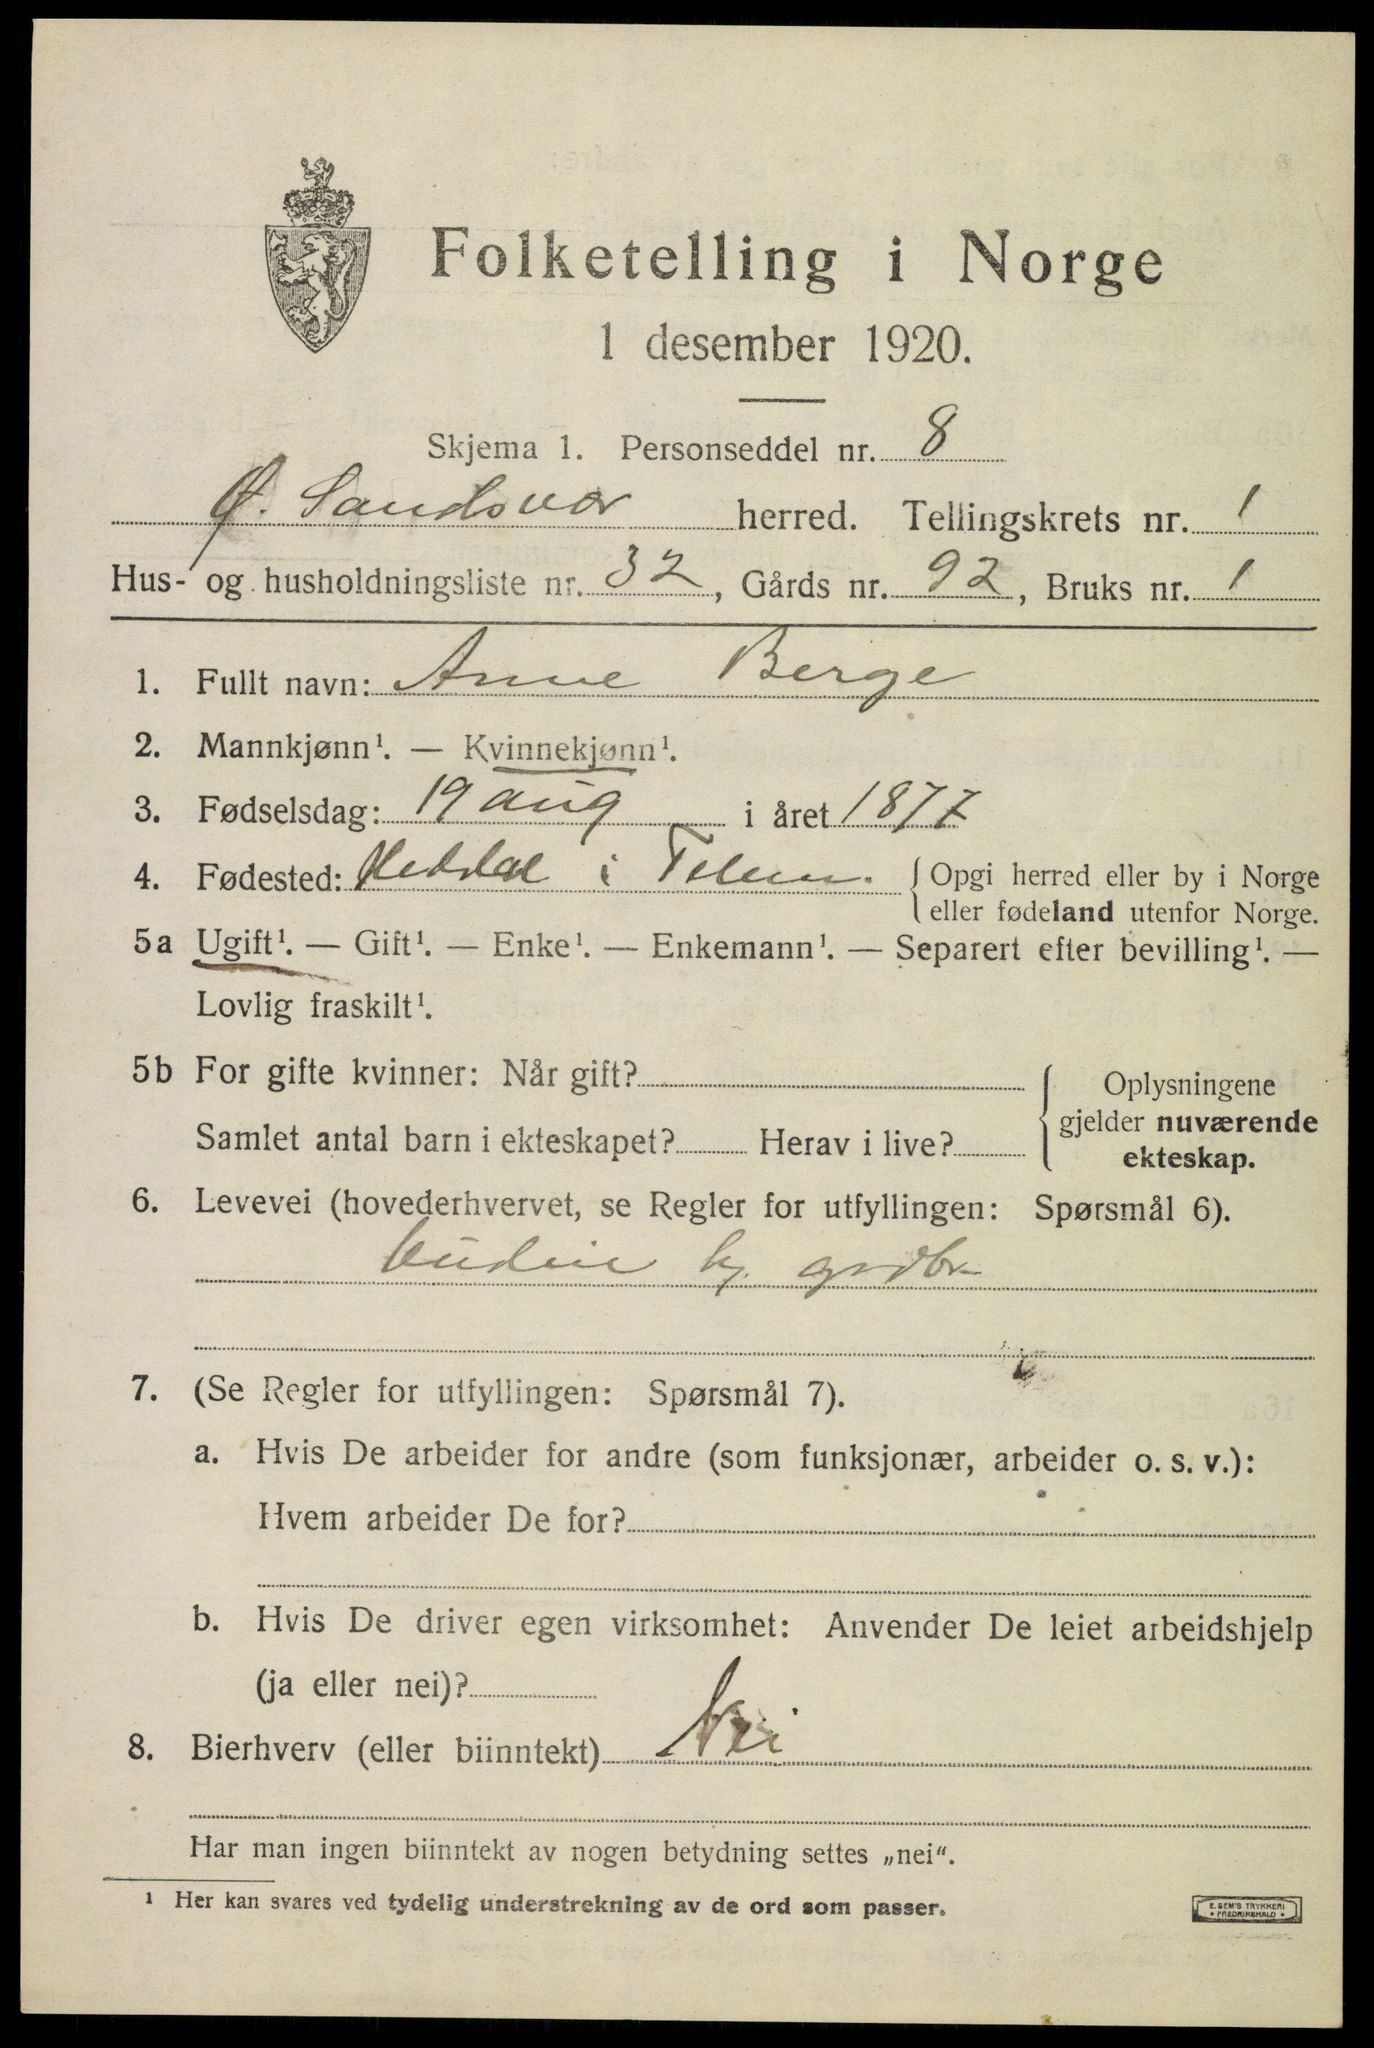 Folketelling i Norge
1 desember 1920.
Skjema 1. Personseddel nr. 8
Ø. Sandsvær herred. Tellingskrets nr. 1
Hus- og husholdningsliste nr. 32, Gårds nr. 92, Bruks nr. 1
1. Fullt navn: Anne Berge
2. Mannkjønn¹. — Kvinnekjønn¹.
3. Fødselsdag: 19 aug i året 1877
4. Fødested: Heddal i Telem. { Opgi herred eller by i Norge
eller fødeland utenfor Norge.
5a Ugift¹. — Gift¹. — Enke¹. — Enkemann¹. — Separert efter bevilling¹. —
Lovlig fraskilt¹.
5b For gifte kvinner: Når gift?
Samlet antal barn i ekteskapet? Herav i live?
Oplysningene
gjelder nuværende
ekteskap.
6. Levevei (hovederhvervet, se Regler for utfyllingen: Spørsmål 6).
grdbr
7. (Se Regler for utfyllingen: Spørsmål 7).
a. Hvis De arbeider for andre (som funksjonær, arbeider o. s. v.):
Hvem arbeider De for?
b. Hvis De driver egen virksomhet: Anvender De leiet arbeidshjelp
(ja eller nei)?
8. Bierhverv (eller biinntekt) Nei
Har man ingen biinntekt av nogen betydning settes „nei“.
¹ Her kan svares ved tydelig understrekning av de ord som passer.
E. SEM'S TRYKKERI
• FREDRIKSHALD •